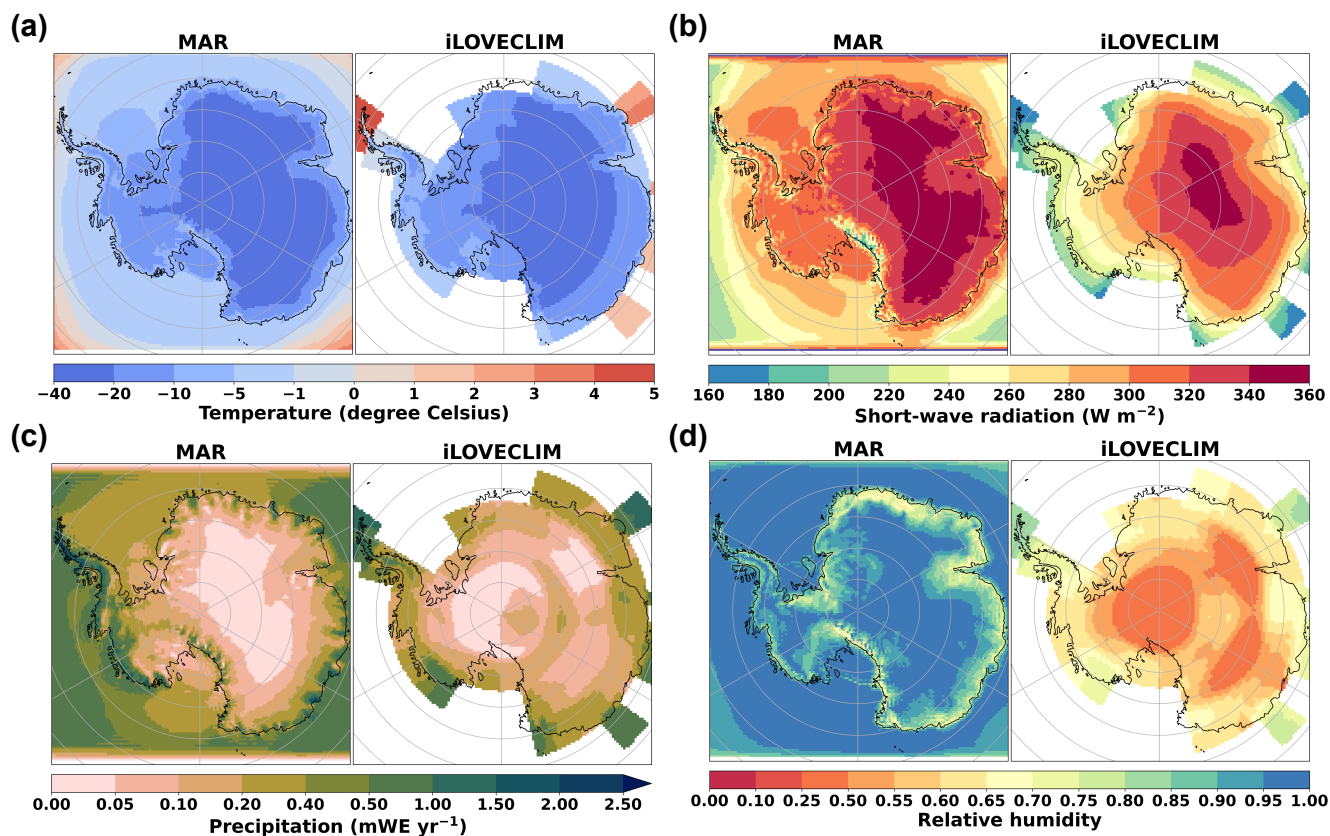 (a)
MAR
iLOVECLIM
−40 −20 −10 −5 −1 0 1 2 3 4 5
Temperature (degree Celsius)
(b)
MAR
iLOVECLIM
160 180 200 220 240 260 280 300 320 340 360
Short-wave radiation (W m⁻²)
(c)
MAR
iLOVECLIM
0.00 0.05 0.10 0.20 0.40 0.50 1.00 1.50 2.00 2.50
Precipitation (mWE yr⁻¹)
(d)
MAR
iLOVECLIM
0.00 0.10 0.25 0.50 0.55 0.60 0.65 0.70 0.75 0.80 0.85 0.90 0.95 1.00
Relative humidity